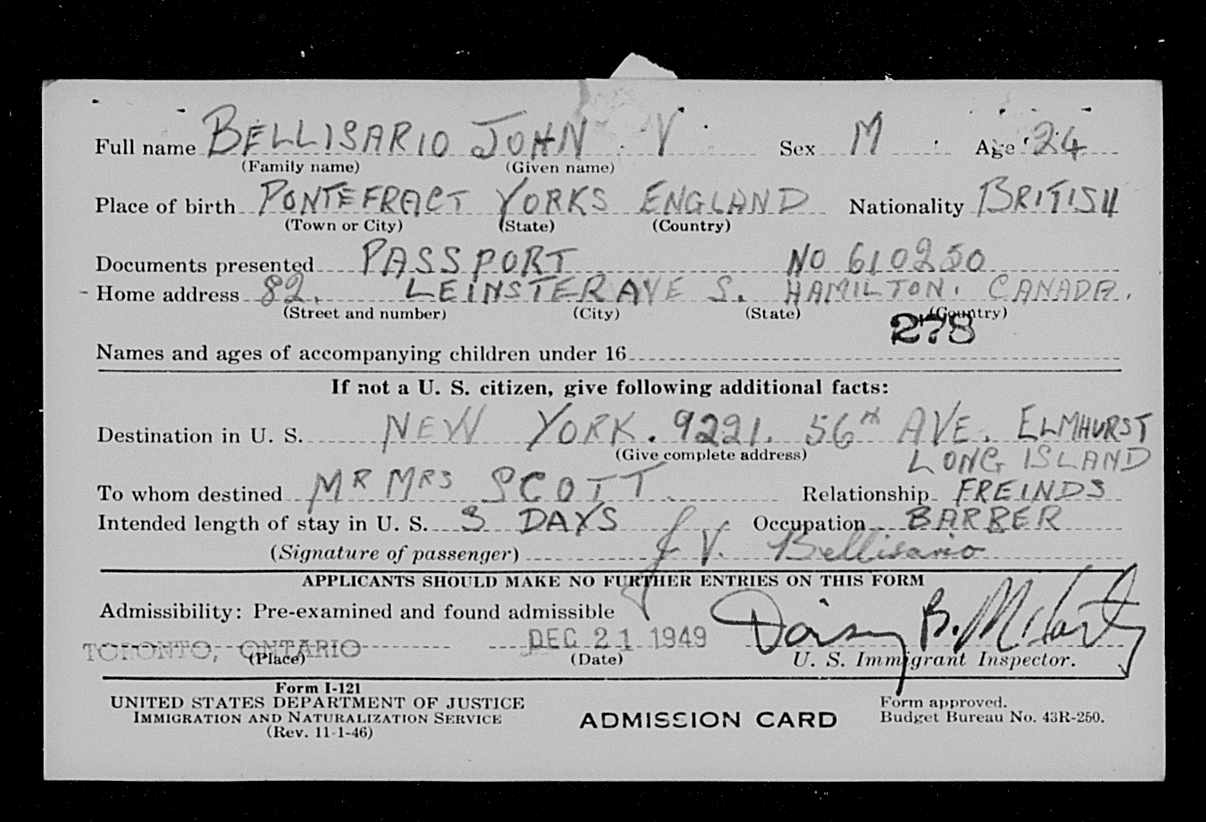 Full name BELLISARIO JOHN V Sex M Age 24
(Family name) (Given name)
Place of birth PONTEFRACT YORKS ENGLAND Nationality BRITISH
(Town or City) (State) (Country)
Documents presented PASSPORT NO 610250
Home address 82, LEINSTER AVE S. HAMILTON. CANADA.
(Street and number) (City) (State) (Country)
278
Names and ages of accompanying children under 16
If not a U. S. citizen, give following additional facts:
Destination in U. S. NEW YORK. 9221. 56TH AVE. ELMHURST
(Give complete address) LONG ISLAND
To whom destined MR MRS SCOTT Relationship FREINDS
Intended length of stay in U. S. 3 DAYS Occupation BARBER
(Signature of passenger) J V. Bellisario
APPLICANTS SHOULD MAKE NO FURTHER ENTRIES ON THIS FORM
Admissibility: Pre-examined and found admissible
TORONTO, ONTARIO DEC 21 1949 B.
(Place) (Date) U. S. Immigrant Inspector.
Form I-121
UNITED STATES DEPARTMENT OF JUSTICE
IMMIGRATION AND NATURALIZATION SERVICE
(Rev. 11-1-46)
ADMISSION CARD
Form approved.
Budget Bureau No. 43R-250.